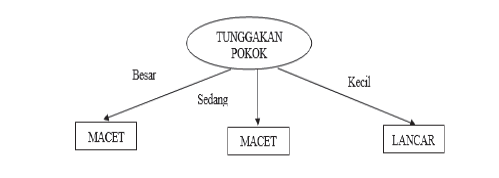 TUNGGAKAN
POKOK
Besar
Sedang
Kecil
MACET
MACET
LANCAR